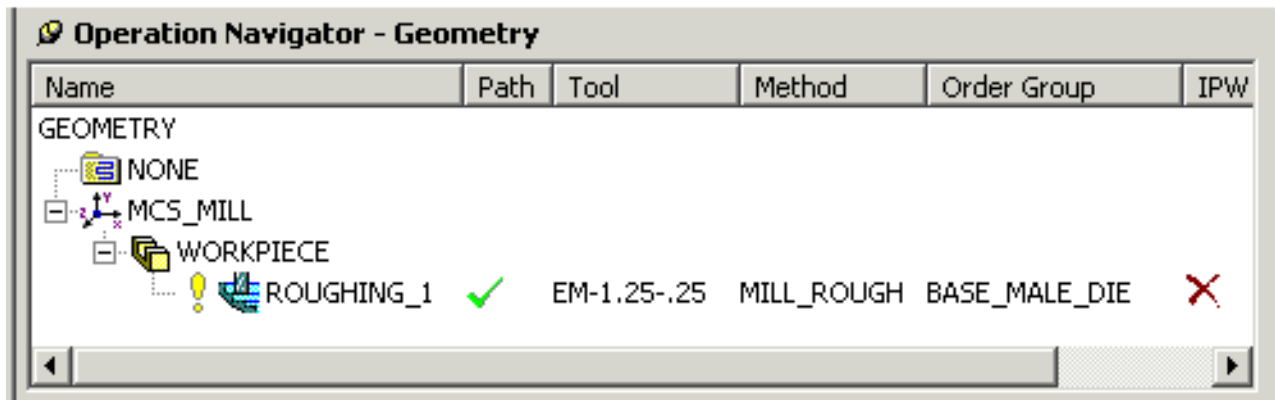 Operation Navigator - Geometry
Name Path Tool Method Order Group IPW
GEOMETRY
NONE
MCS_MILL
WORKPIECE
ROUGHING_1 EM-1.25-.25 MILL_ROUGH BASE_MALE_DIE